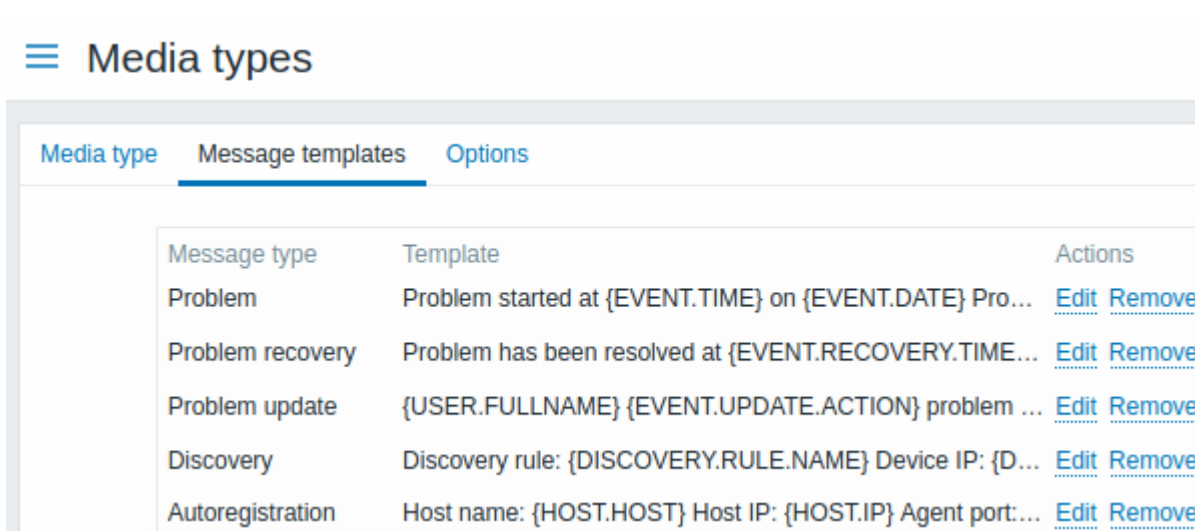 Media types
Media type Message templates Options
Message type Template Actions
Problem Problem started at {EVENT.TIME} on {EVENT.DATE} Pro... Edit Remove
Problem recovery Problem has been resolved at {EVENT.RECOVERY.TIME... Edit Remove
Problem update {USER.FULLNAME} {EVENT.UPDATE.ACTION} problem ... Edit Remove
Discovery Discovery rule: {DISCOVERY.RULE.NAME} Device IP: {D... Edit Remove
Autoregistration Host name: {HOST.HOST} Host IP: {HOST.IP} Agent port:... Edit Remove